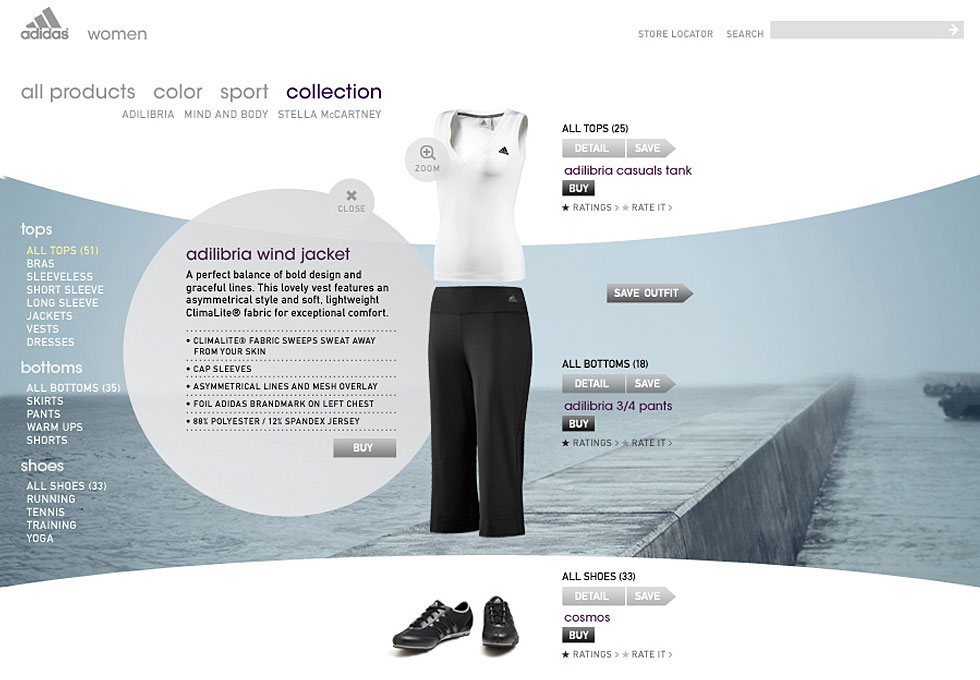 adidas women
STORE LOCATOR SEARCH
all products color sport collection
ADILIBRIA MIND AND BODY STELLA McCARTNEY
ZOOM
CLOSE
tops
ALL TOPS (51)
BRAS
SLEEVELESS
SHORT SLEEVE
LONG SLEEVE
JACKETS
VESTS
DRESSES
bottoms
ALL BOTTOMS (35)
SKIRTS
PANTS
WARM UPS
SHORTS
shoes
ALL SHOES (33)
RUNNING
TENNIS
TRAINING
YOGA
adilibria wind jacket
A perfect balance of bold design and
graceful lines. This lovely vest features an
asymmetrical style and soft, lightweight
ClimaLite® fabric for exceptional comfort.
• CLIMALITE® FABRIC SWEEPS SWEAT AWAY
FROM YOUR SKIN
• CAP SLEEVES
• ASYMMETRICAL LINES AND MESH OVERLAY
• FOIL ADIDAS BRANDMARK ON LEFT CHEST
• 88% POLYESTER / 12% SPANDEX JERSEY
BUY
ALL TOPS (25)
DETAIL SAVE
adilibria casuals tank
BUY
★ RATINGS > ★ RATE IT >
SAVE OUTFIT
ALL BOTTOMS (18)
DETAIL SAVE
adilibria 3/4 pants
BUY
★ RATINGS > ★ RATE IT >
ALL SHOES (33)
DETAIL SAVE
cosmos
BUY
★ RATINGS > ★ RATE IT >